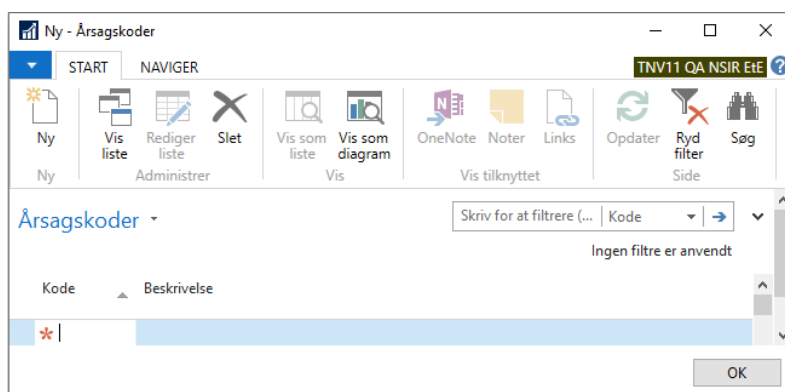 Ny - Årsagskoder
START NAVIGER TNV11 QA NSIR EtE ?
Ny Vis liste Rediger liste Slet Vis som liste Vis som diagram OneNote Noter Links Opdater Ryd filter Søg
Ny Administrer Vis Vis tilknyttet Side
Årsagskoder Skriv for at filtrere (... Kode
Ingen filtre er anvendt
Kode Beskrivelse
OK